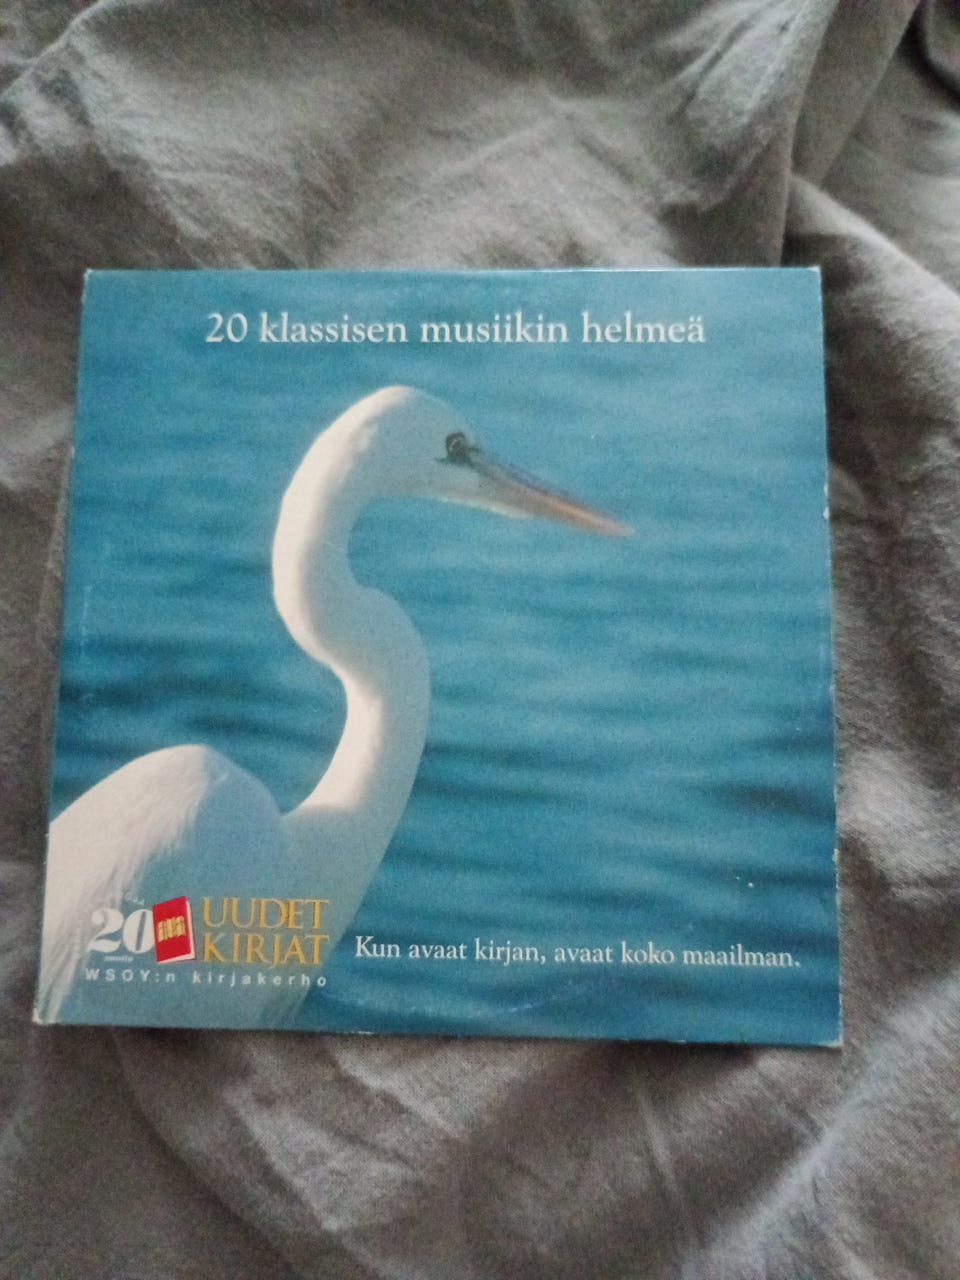 20 klassisen musiikin helmeä
20
UUDET
KIRJAT
WSOY:n kirjakerho
Kun avaat kirjan, avaat koko maailman.